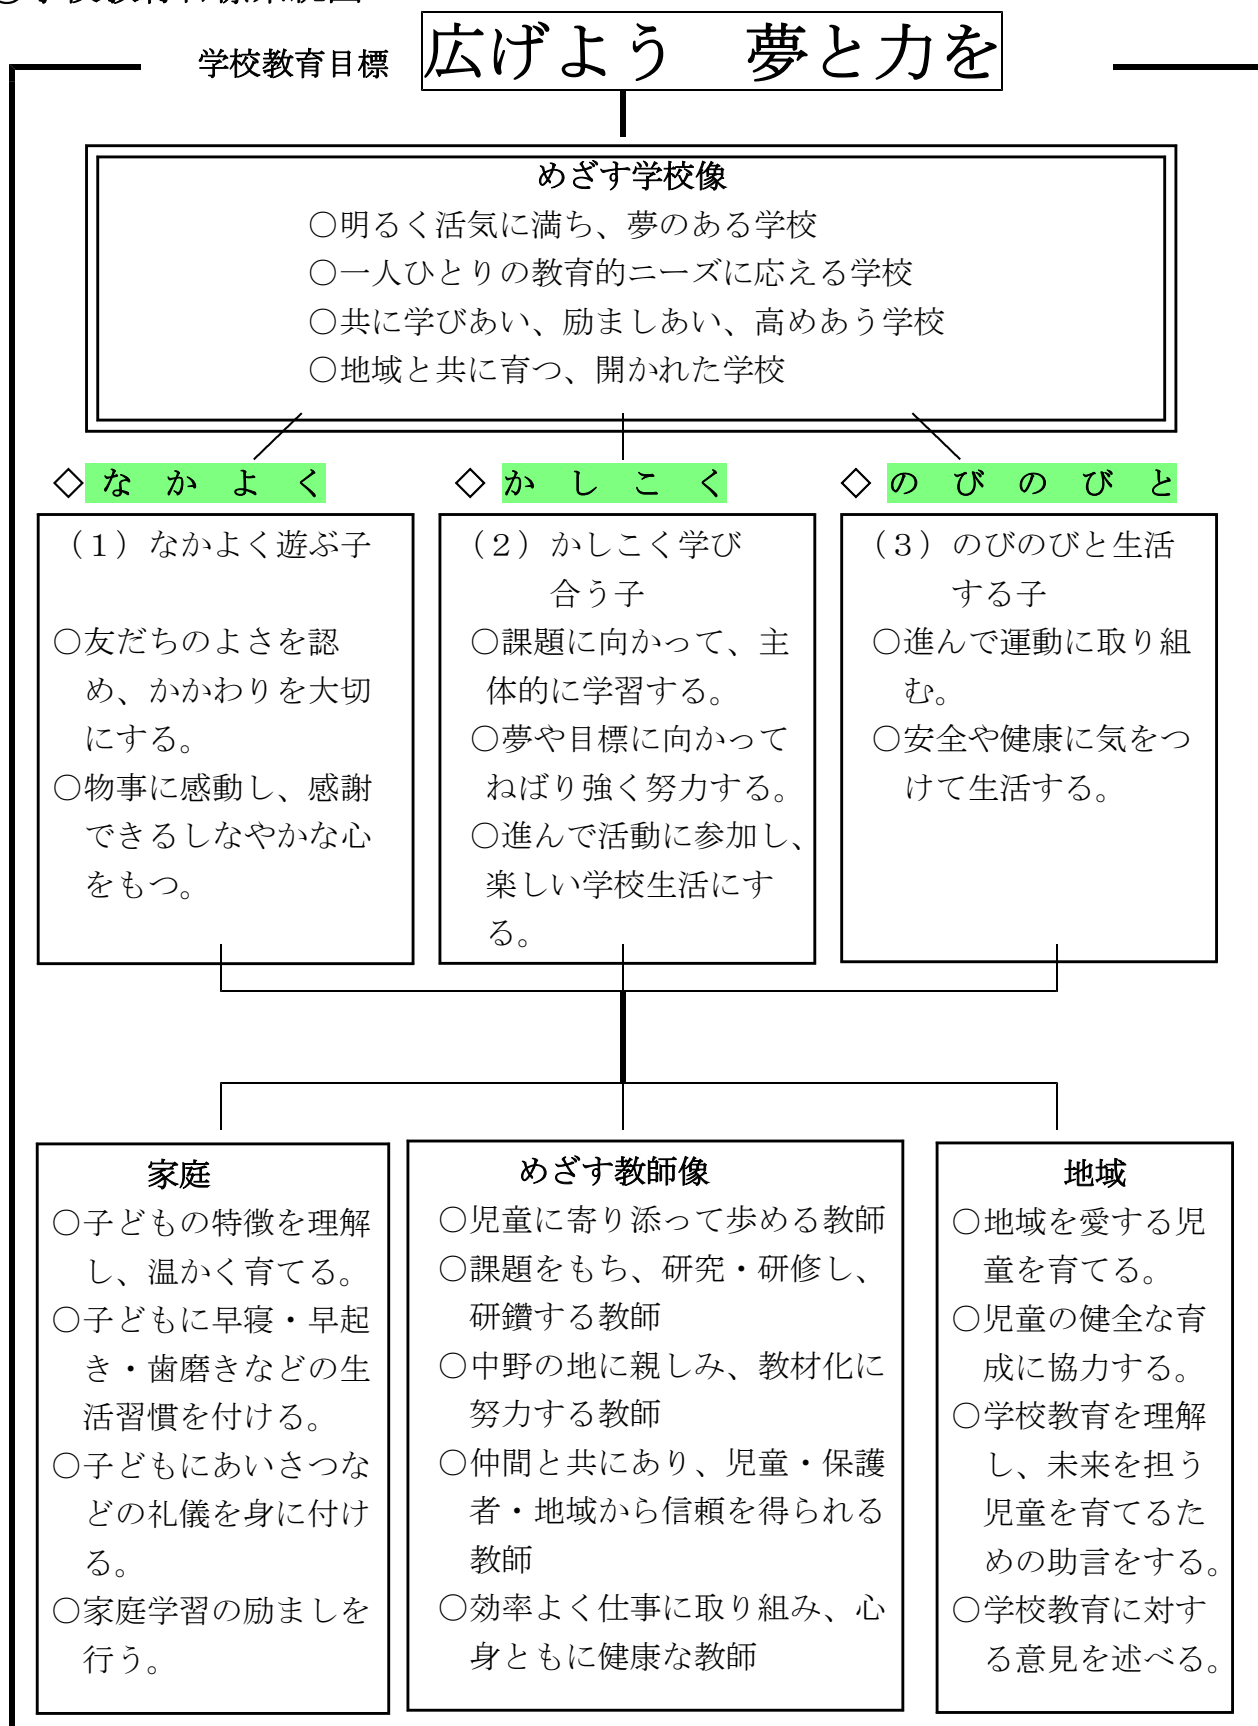 学校教育目標　広げよう　夢と力を
めざす学校像
○明るく活気に満ち、夢のある学校
○一人ひとりの教育的ニーズに応える学校
○共に学びあい、励ましあい、高めあう学校
○地域と共に育つ、開かれた学校
◇なかよく
（１）なかよく遊ぶ子
○友だちのよさを認
め、かかわりを大切
にする。
○物事に感動し、感謝
できるしなやかな心
をもつ。
◇かしこく
（２）かしこく学び
合う子
○課題に向かって、主
体的に学習する。
○夢や目標に向かって
ねばり強く努力する。
○進んで活動に参加し、
楽しい学校生活にす
る。
◇のびのびと
（３）のびのびと生活
する子
○進んで運動に取り組
む。
○安全や健康に気をつ
けて生活する。
家庭
○子どもの特徴を理解
し、温かく育てる。
○子どもに早寝・早起
き・歯磨きなどの生
活習慣を付ける。
○子どもにあいさつな
どの礼儀を身に付け
る。
○家庭学習の励ましを
行う。
めざす教師像
○児童に寄り添って歩める教師
○課題をもち、研究・研修し、
研鑽する教師
○中野の地に親しみ、教材化に
努力する教師
○仲間と共にあり、児童・保護
者・地域から信頼を得られる
教師
○効率よく仕事に取り組み、心
身ともに健康な教師
地域
○地域を愛する児
童を育てる。
○児童の健全な育
成に協力する。
○学校教育を理解
し、未来を担う
児童を育てるた
めの助言をする。
○学校教育に対す
る意見を述べる。